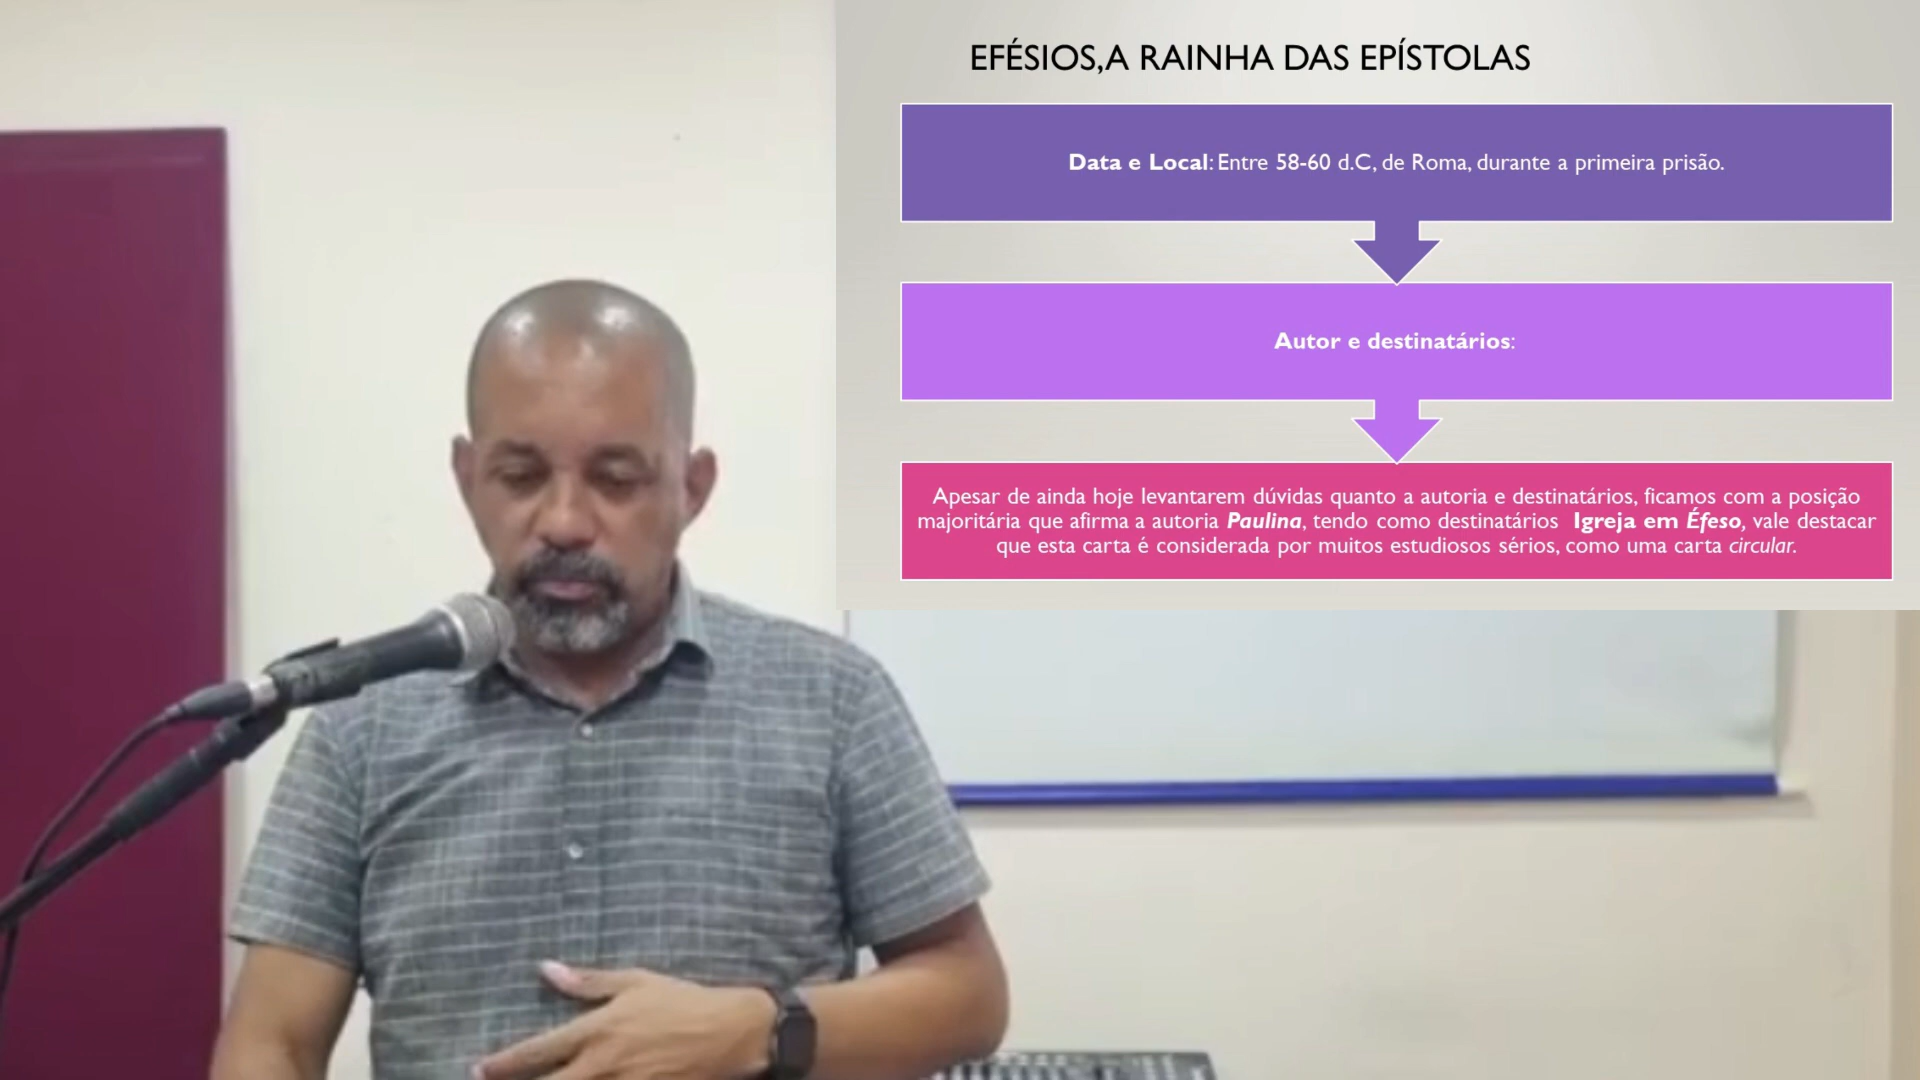 EFÉSIOS,A RAINHA DAS EPÍSTOLAS
Data e Local: Entre 58-60 d.C, de Roma, durante a primeira prisão.
Autor e destinatários:
Apesar de ainda hoje levantarem dúvidas quanto a autoria e destinatários, ficamos com a posição
majoritária que afirma a autoria Paulina, tendo como destinatários Igreja em Éfeso, vale destacar
que esta carta é considerada por muitos estudiosos sérios, como uma carta circular.